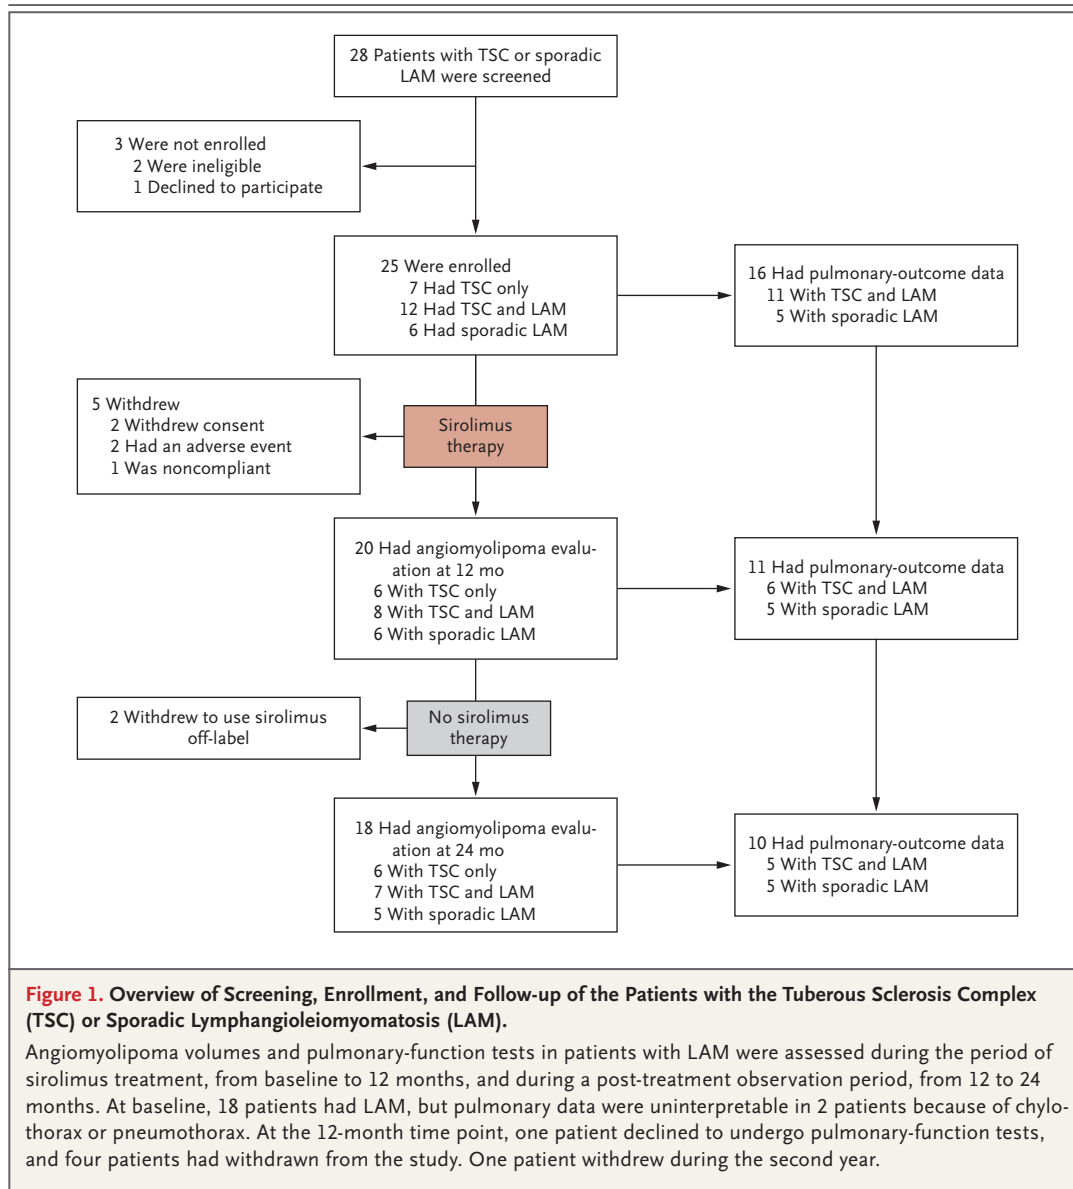 28 Patients with TSC or sporadic
LAM were screened
3 Were not enrolled
2 Were ineligible
1 Declined to participate
25 Were enrolled
7 Had TSC only
12 Had TSC and LAM
6 Had sporadic LAM
16 Had pulmonary-outcome data
11 With TSC and LAM
5 With sporadic LAM
5 Withdrew
2 Withdrew consent
2 Had an adverse event
1 Was noncompliant
Sirolimus
therapy
20 Had angiomyolipoma evalu-
ation at 12 mo
6 With TSC only
8 With TSC and LAM
6 With sporadic LAM
11 Had pulmonary-outcome data
6 With TSC and LAM
5 With sporadic LAM
2 Withdrew to use sirolimus
off-label
No sirolimus
therapy
18 Had angiomyolipoma evalu-
ation at 24 mo
6 With TSC only
7 With TSC and LAM
5 With sporadic LAM
10 Had pulmonary-outcome data
5 With TSC and LAM
5 With sporadic LAM
Figure 1. Overview of Screening, Enrollment, and Follow-up of the Patients with the Tuberous Sclerosis Complex
(TSC) or Sporadic Lymphangioleiomyomatosis (LAM).
Angiomyolipoma volumes and pulmonary-function tests in patients with LAM were assessed during the period of
sirolimus treatment, from baseline to 12 months, and during a post-treatment observation period, from 12 to 24
months. At baseline, 18 patients had LAM, but pulmonary data were uninterpretable in 2 patients because of chylo-
thorax or pneumothorax. At the 12-month time point, one patient declined to undergo pulmonary-function tests,
and four patients had withdrawn from the study. One patient withdrew during the second year.